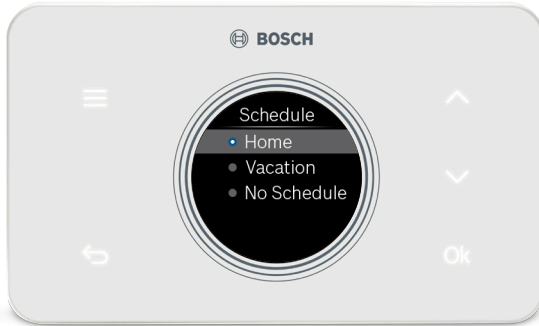 BOSCH
Schedule
Home
Vacation
No Schedule
Ok